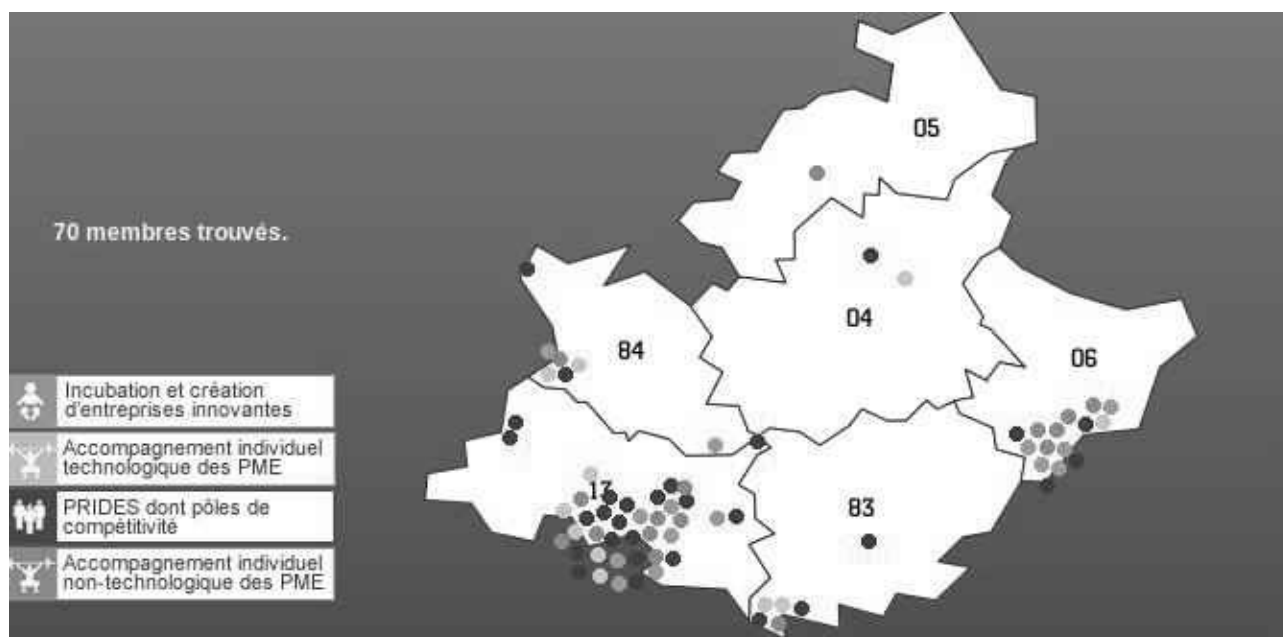 05
70 membres trouvés.
04
84
06
Incubation et création
d'entreprises innovantes
Accompagnement individuel
technologique des PME
13
PRIDES dont pôles de
compétitivité
83
Accompagnement individuel
non-technologique des PME